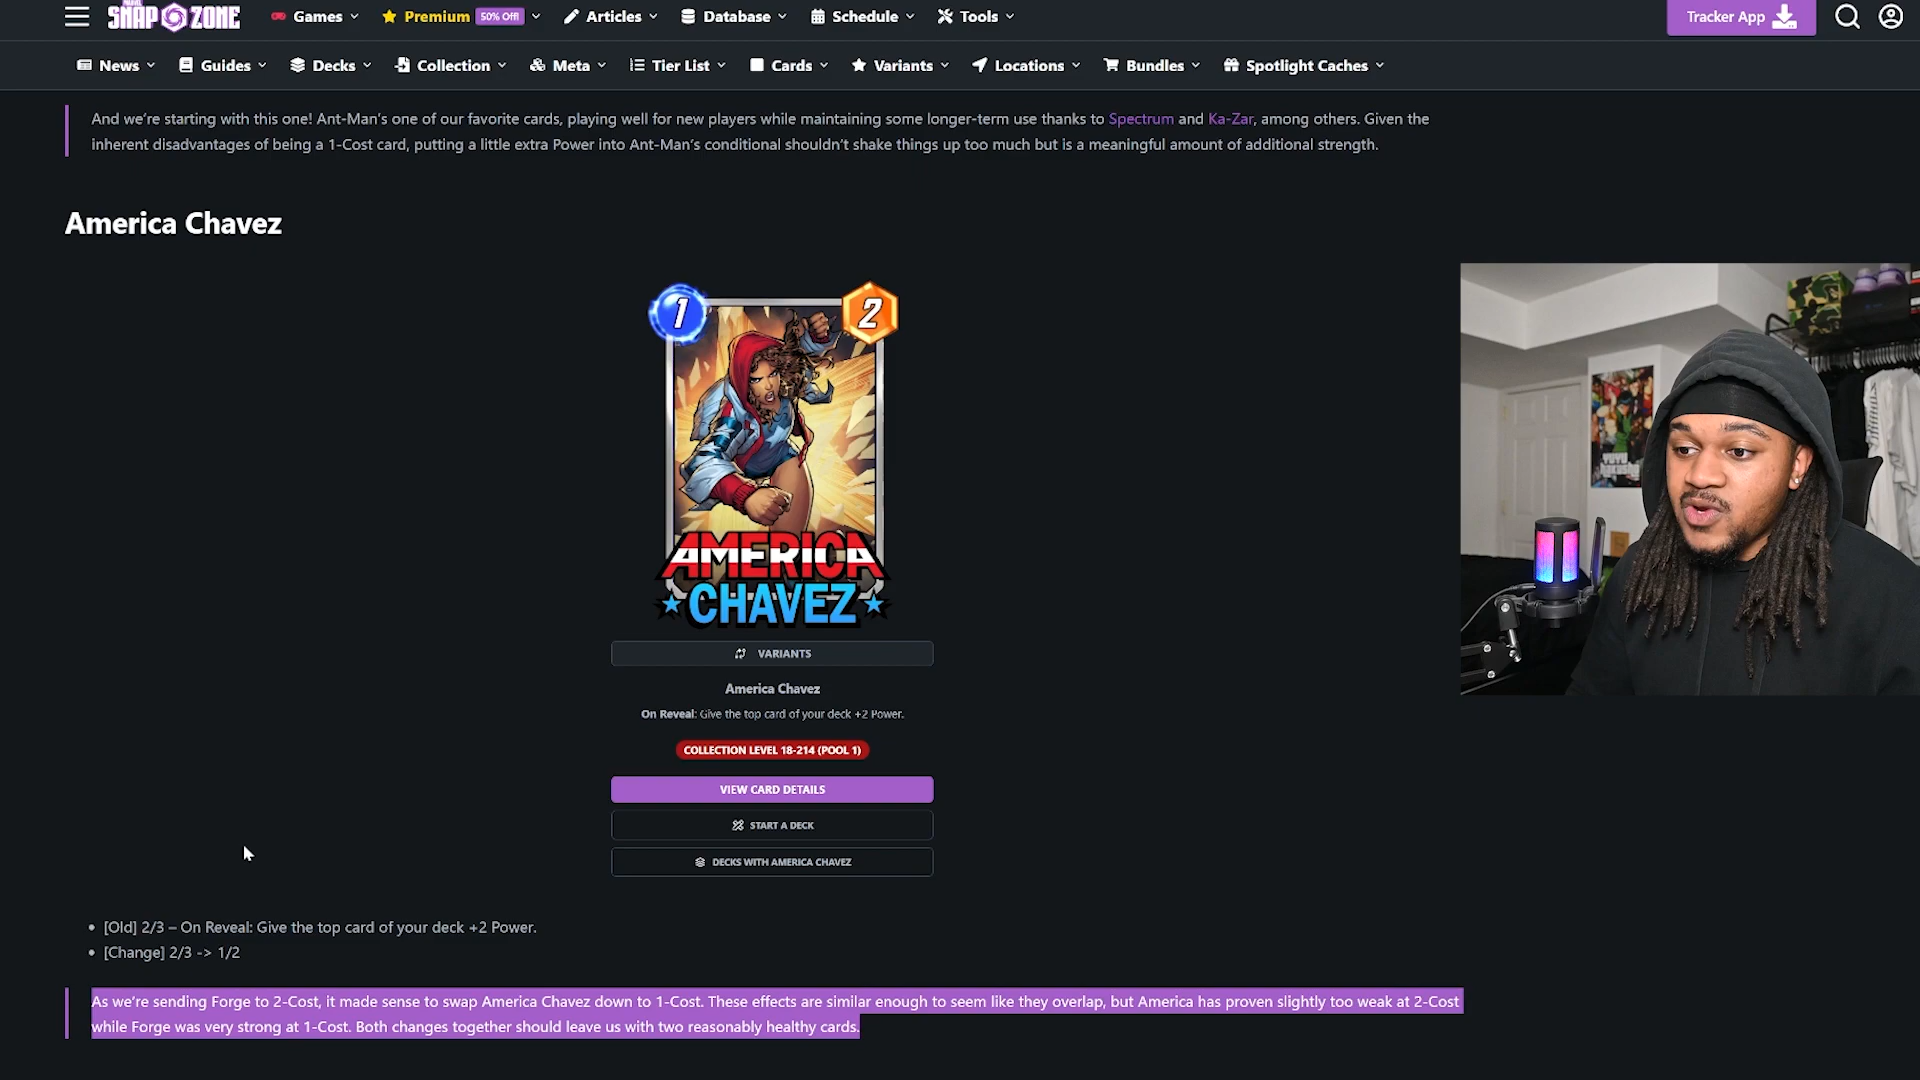 MARVEL
SNAP ZONE
Games
Premium 50% Off!
Articles
Database
Schedule
Tools
Tracker App
News
Guides
Decks
Collection
Meta
Tier List
Cards
Variants
Locations
Bundles
Spotlight Caches
And we're starting with this one! Ant-Man's one of our favorite cards, playing well for new players while maintaining some longer-term use thanks to Spectrum and Ka-Zar, among others. Given the
inherent disadvantages of being a 1-Cost card, putting a little extra Power into Ant-Man's conditional shouldn't shake things up too much but is a meaningful amount of additional strength.
America Chavez
1
2
AMERICA
CHAVEZ
VARIANTS
America Chavez
On Reveal: Give the top card of your deck +2 Power.
COLLECTION LEVEL 18-214 (POOL 1)
VIEW CARD DETAILS
START A DECK
DECKS WITH AMERICA CHAVEZ
• [Old] 2/3 – On Reveal: Give the top card of your deck +2 Power.
• [Change] 2/3 -> 1/2
As we're sending Forge to 2-Cost, it made sense to swap America Chavez down to 1-Cost. These effects are similar enough to seem like they overlap, but America has proven slightly too weak at 2-Cost
while Forge was very strong at 1-Cost. Both changes together should leave us with two reasonably healthy cards.